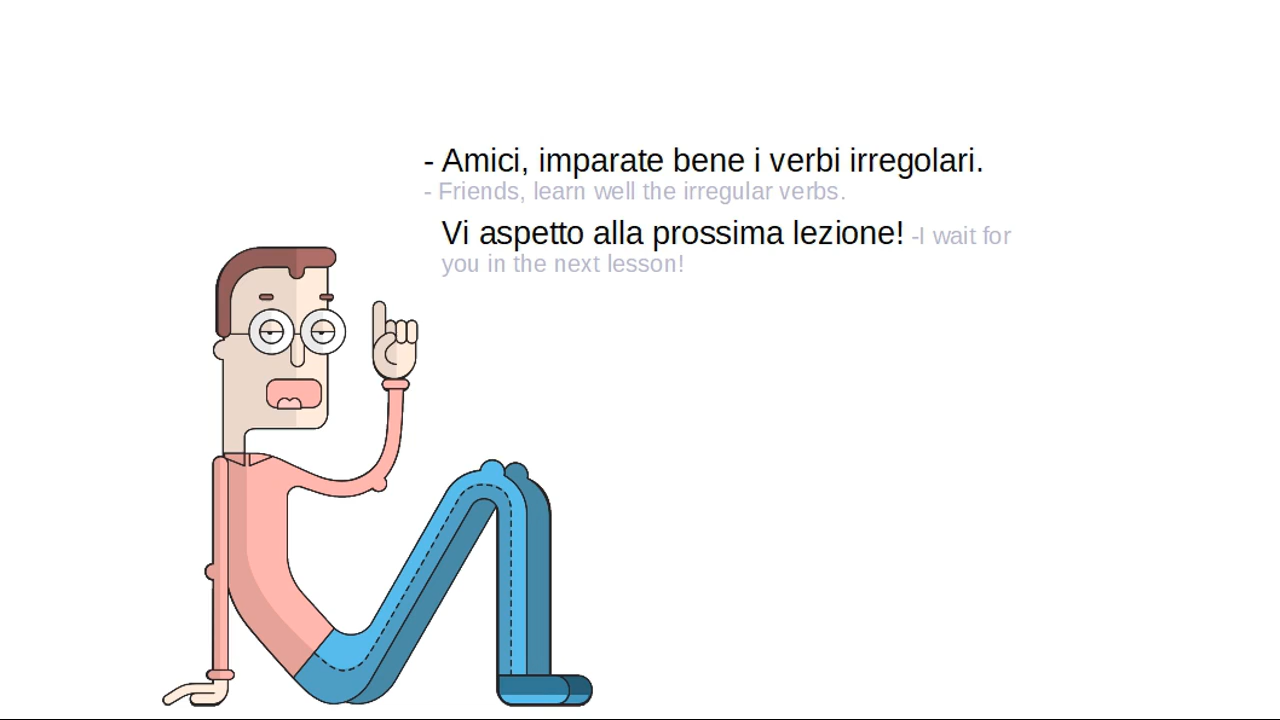 - Amici, imparate bene i verbi irregolari.
- Friends, learn well the irregular verbs.
Vi aspetto alla prossima lezione! -I wait for
you in the next lesson!